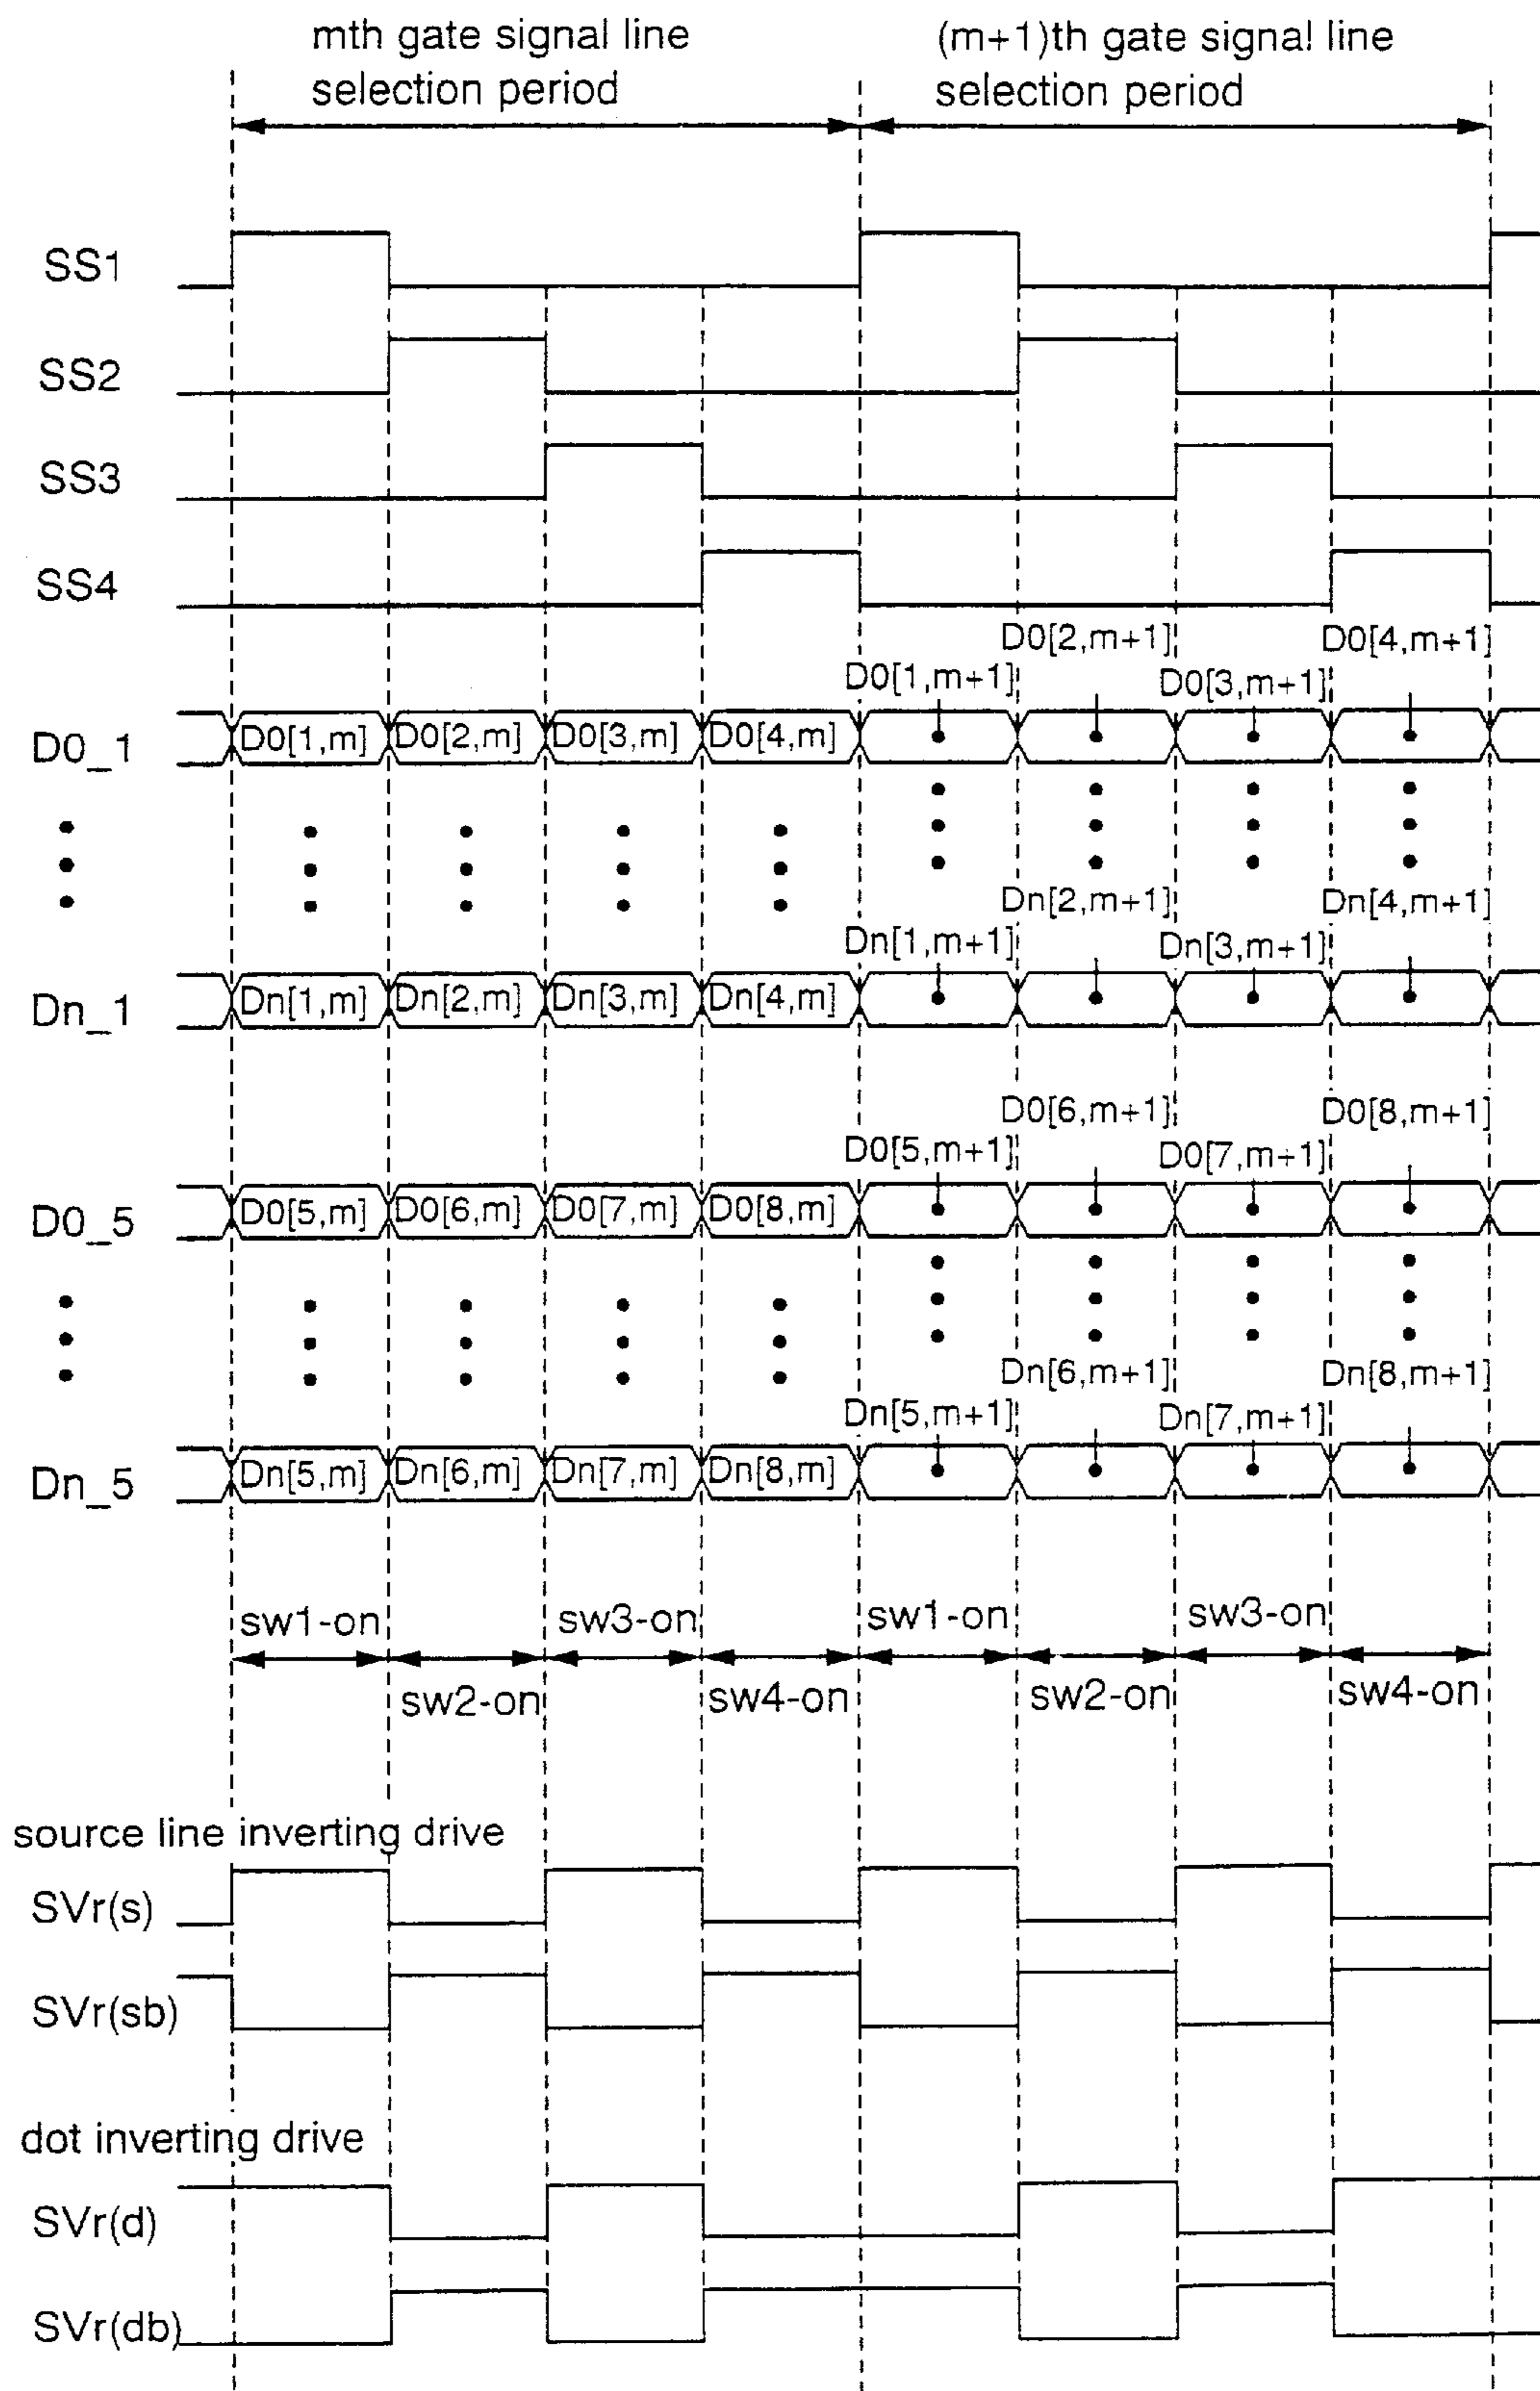 mth gate signal line
selection period
(m+1)th gate signal line
selection period
SS1
SS2
SS3
SS4
D0[2,m+1]
D0[4,m+1]
D0[1,m+1]
D0[3,m+1]
D0_1
D0[1,m]
D0[2,m]
D0[3,m]
D0[4,m]
Dn[2,m+1]
Dn[4,m+1]
Dn[1,m+1]
Dn[3,m+1]
Dn_1
Dn[1,m]
Dn[2,m]
Dn[3,m]
Dn[4,m]
D0[6,m+1]
D0[8,m+1]
D0[5,m+1]
D0[7,m+1]
D0_5
D0[5,m]
D0[6,m]
D0[7,m]
D0[8,m]
Dn[6,m+1]
Dn[8,m+1]
Dn[5,m+1]
Dn[7,m+1]
Dn_5
Dn[5,m]
Dn[6,m]
Dn[7,m]
Dn[8,m]
sw1-on
sw3-on
sw1-on
sw3-on
sw2-on
sw4-on
sw2-on
sw4-on
source line inverting drive
SVr(s)
SVr(sb)
dot inverting drive
SVr(d)
SVr(db)